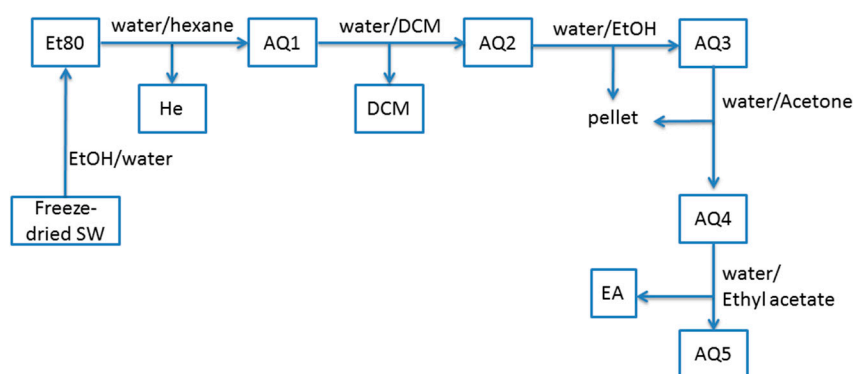 Et80
water/hexane
AQ1
water/DCM
AQ2
water/EtOH
AQ3
He
DCM
pellet
water/Acetone
EtOH/water
Freeze-
dried SW
AQ4
EA
water/
Ethyl acetate
AQ5